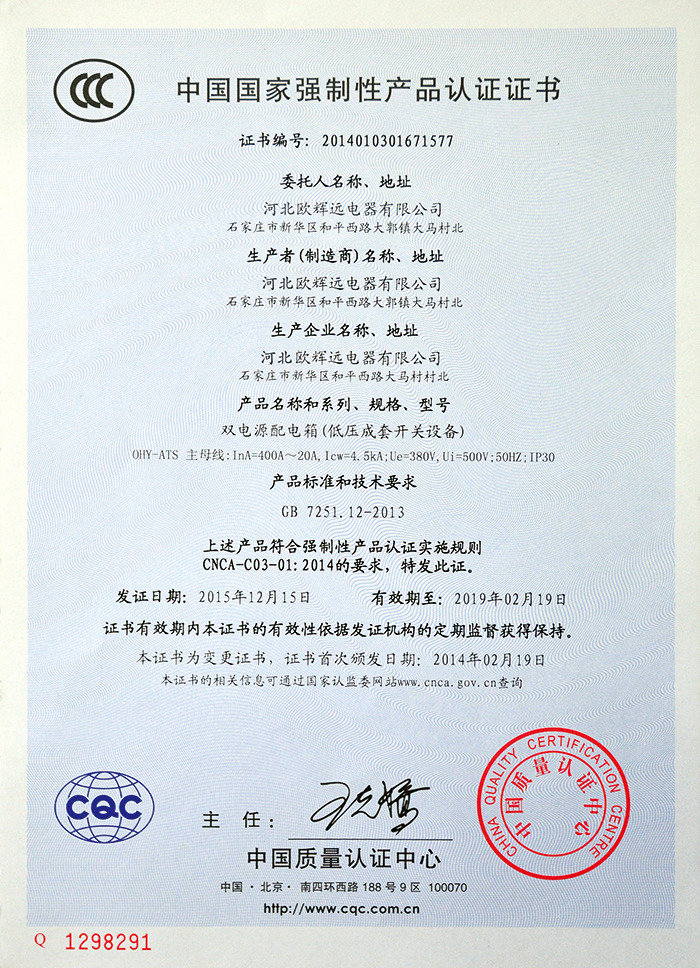 CCC
中国国家强制性产品认证证书
证书编号: 2014010301671577
委托人名称、地址
河北欧辉远电器有限公司
石家庄市新华区和平西路大郭镇大马村北
生产者(制造商)名称、地址
河北欧辉远电器有限公司
石家庄市新华区和平西路大郭镇大马村北
生产企业名称、地址
河北欧辉远电器有限公司
石家庄市新华区和平西路大马村村北
产品名称和系列、规格、型号
双电源配电箱(低压成套开关设备)
OHY-ATS 主母线:InA=400A～20A,Icw=4.5kA;Ue=380V,Ui=500V;50HZ;IP30
产品标准和技术要求
GB 7251.12-2013
上述产品符合强制性产品认证实施规则
CNCA-C03-01:2014的要求，特发此证。
发证日期: 2015年12月15日 有效期至: 2019年02月19日
证书有效期内本证书的有效性依据发证机构的定期监督获得保持。
本证书为变更证书，证书首次颁发日期: 2014年02月19日
本证书的相关信息可通过国家认监委网站www.cnca.gov.cn查询
CQC
主 任:
CHINA QUALITY CERTIFICATION CENTRE
中国质量认证中心
中国质量认证中心
中国·北京·南四环西路188号9区 100070
http://www.cqc.com.cn
Q 1298291